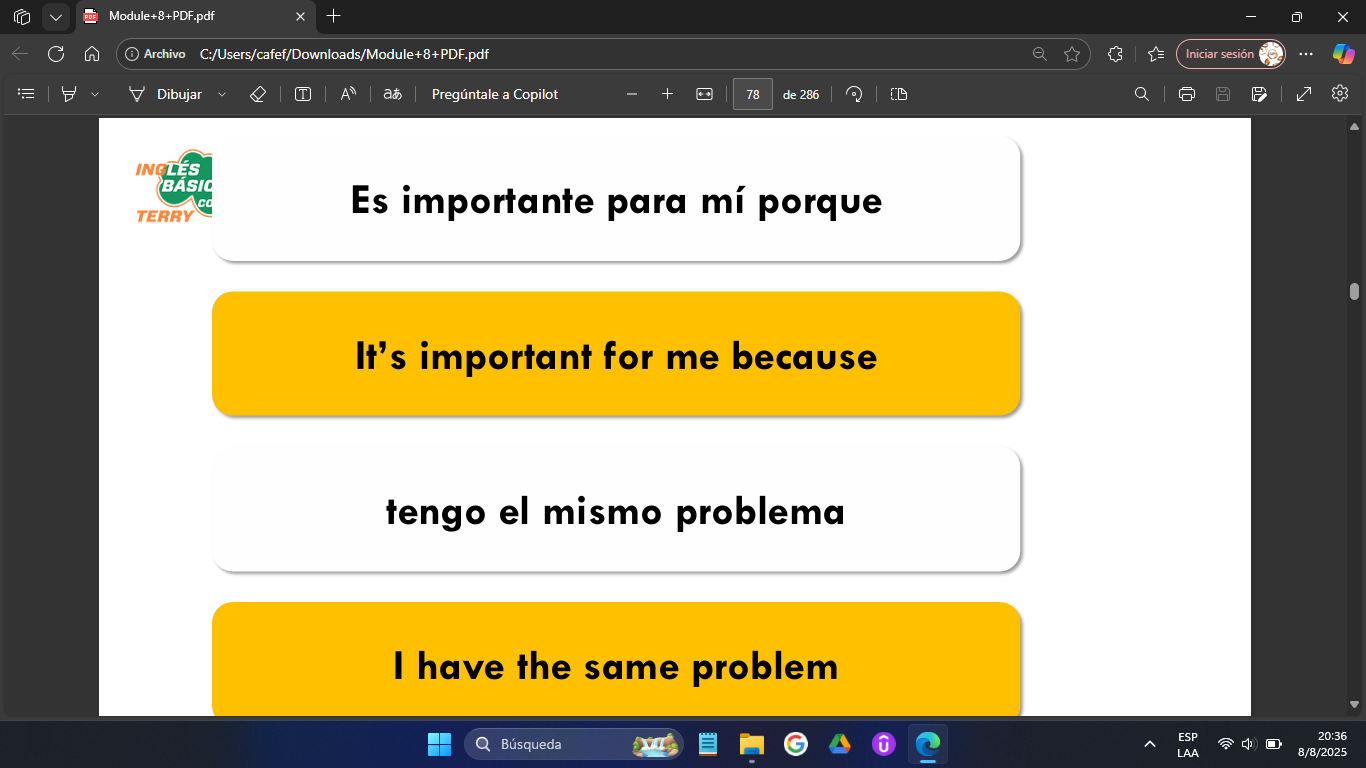 Module+8+PDF.pdf
Archivo C:/Users/cafef/Downloads/Module+8+PDF.pdf Iniciar sesión
Dibujar Pregúntale a Copilot 78 de 286
INGLÉS
BÁSIC
CO
TERRY
Es importante para mí porque
It’s important for me because
tengo el mismo problema
I have the same problem
Búsqueda
ESP
LAA
20:36
8/8/2025